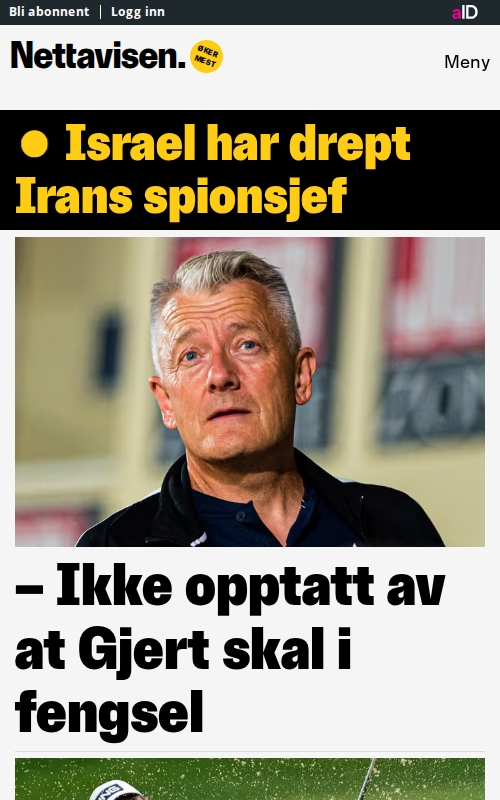 Bli abonnent | Logg inn
aID
Nettavisen.
ØKER
MEST
Meny
Israel har drept
Irans spionsjef
– Ikke opptatt av
at Gjert skal i
fengsel
PING